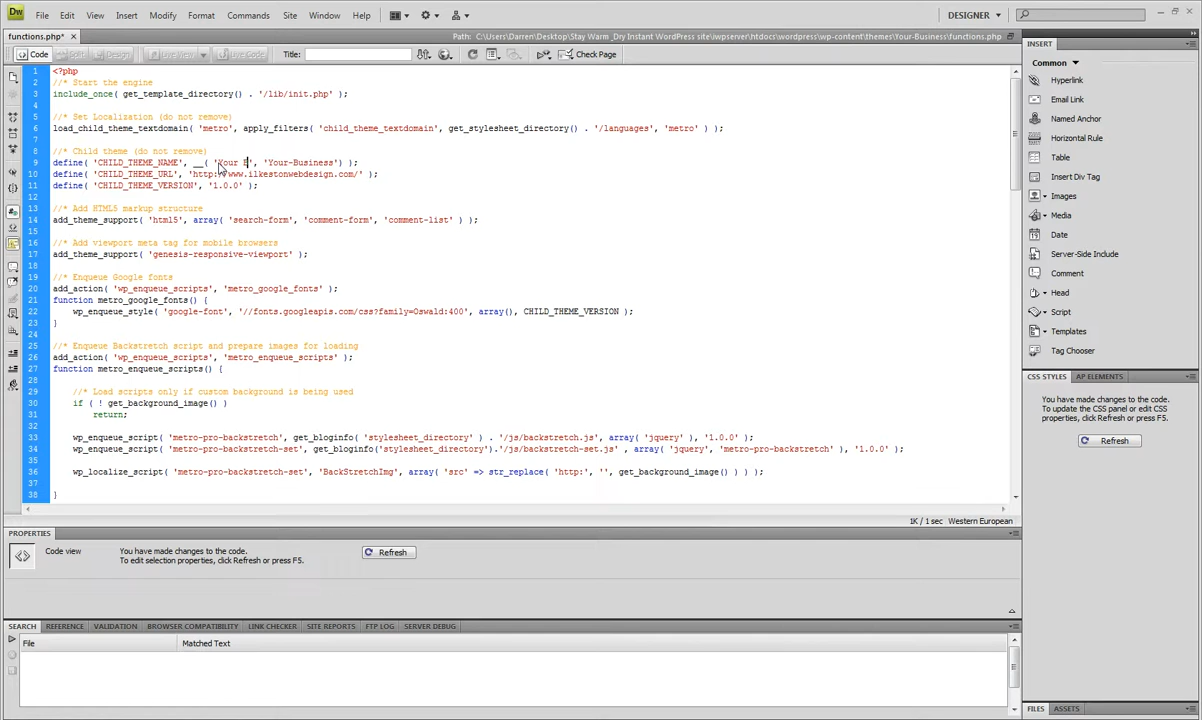 Dw File Edit View Insert Modify Format Commands Site Window Help DESIGNER
functions.php* Path: C:\Users\Darren\Desktop\Stay Warm_Dry Instant WordPress site\wpserver\htdocs\wordpress\wp-content\themes\Your-Business\functions.php
Code Split Live View Live Code Title: Check Page
1 <?php
2 //* Start the engine
3 include_once( get_template_directory() . '/lib/init.php' );
4
5 //* Set Localization (do not remove)
6 load_child_theme_textdomain( 'metro', apply_filters( 'child_theme_textdomain', get_stylesheet_directory() . '/languages', 'metro' ) );
7
8 //* Child theme (do not remove)
9 define( 'CHILD_THEME_NAME', __( 'Your B', 'Your-Business') );
10 define( 'CHILD_THEME_URL', 'http://www.ilkestonwebdesign.com/' );
11 define( 'CHILD_THEME_VERSION', '1.0.0' );
12
13 //* Add HTML5 markup structure
14 add_theme_support( 'html5', array( 'search-form', 'comment-form', 'comment-list' ) );
15
16 //* Add viewport meta tag for mobile browsers
17 add_theme_support( 'genesis-responsive-viewport' );
18
19 //* Enqueue Google fonts
20 add_action( 'wp_enqueue_scripts', 'metro_google_fonts' );
21 function metro_google_fonts() {
22 wp_enqueue_style( 'google-font', '//fonts.googleapis.com/css?family=Oswald:400', array(), CHILD_THEME_VERSION );
23 }
24
25 //* Enqueue Backstretch script and prepare images for loading
26 add_action( 'wp_enqueue_scripts', 'metro_enqueue_scripts' );
27 function metro_enqueue_scripts() {
28
29 //* Load scripts only if custom background is being used
30 if ( ! get_background_image() )
31 return;
32
33 wp_enqueue_script( 'metro-pro-backstretch', get_bloginfo( 'stylesheet_directory' ) . '/js/backstretch.js', array( 'jquery' ), '1.0.0' );
34 wp_enqueue_script( 'metro-pro-backstretch-set', get_bloginfo('stylesheet_directory').'/js/backstretch-set.js' , array( 'jquery', 'metro-pro-backstretch' ), '1.0.0' );
35
36 wp_localize_script( 'metro-pro-backstretch-set', 'BackStretchImg', array( 'src' => str_replace( 'http:', '', get_background_image() ) ) );
37
38 }
1K / 1 sec Western European
PROPERTIES
Code view
You have made changes to the code.
To edit selection properties, click Refresh or press F5.
Refresh
SEARCH REFERENCE VALIDATION BROWSER COMPATIBILITY LINK CHECKER SITE REPORTS FTP LOG SERVER DEBUG
File Matched Text
INSERT
Common
Hyperlink
Email Link
Named Anchor
Horizontal Rule
Table
Insert Div Tag
Images
Media
Date
Server-Side Include
Comment
Head
Script
Templates
Tag Chooser
CSS STYLES AP ELEMENTS
You have made changes to the code.
To update the CSS panel or edit CSS
properties, click Refresh.
Refresh
FILES ASSETS